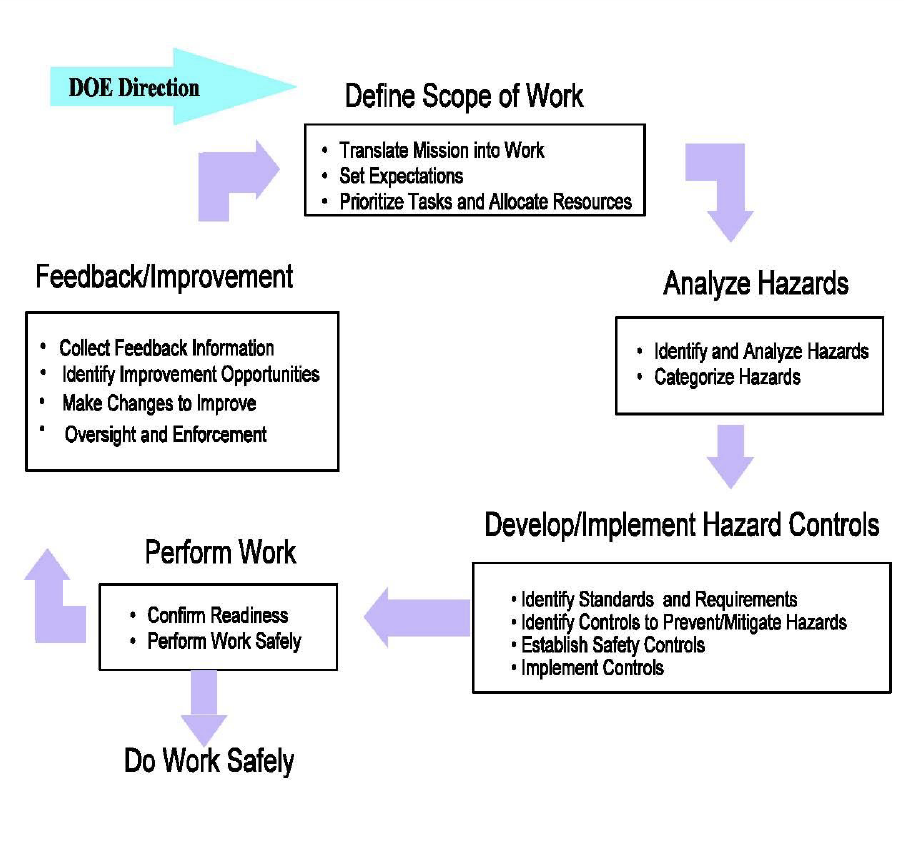 DOE Direction
Define Scope of Work
• Translate Mission into Work
• Set Expectations
• Prioritize Tasks and Allocate Resources
Analyze Hazards
• Identify and Analyze Hazards
• Categorize Hazards
Develop/Implement Hazard Controls
• Identify Standards and Requirements
• Identify Controls to Prevent/Mitigate Hazards
• Establish Safety Controls
• Implement Controls
Perform Work
• Confirm Readiness
• Perform Work Safely
Do Work Safely
Feedback/Improvement
• Collect Feedback Information
• Identify Improvement Opportunities
• Make Changes to Improve
• Oversight and Enforcement